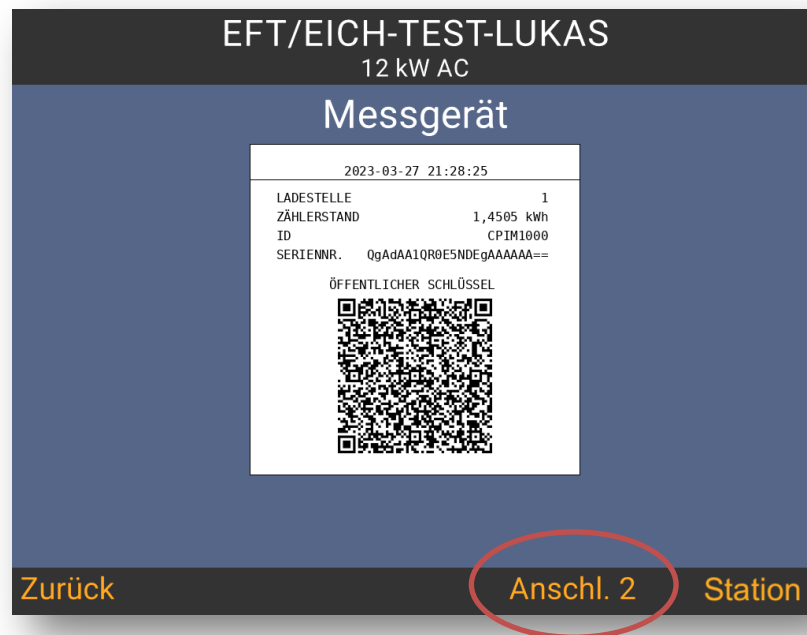 EFT/EICH-TEST-LUKAS
12 kW AC
Messgerät
2023-03-27 21:28:25
LADESTELLE 1
ZÄHLERSTAND 1,4505 kWh
ID CPIM1000
SERIENNR. QgAdAA1QR0E5NDEgAAAAAA==
ÖFFENTLICHER SCHLÜSSEL
Zurück Anschl. 2 Station